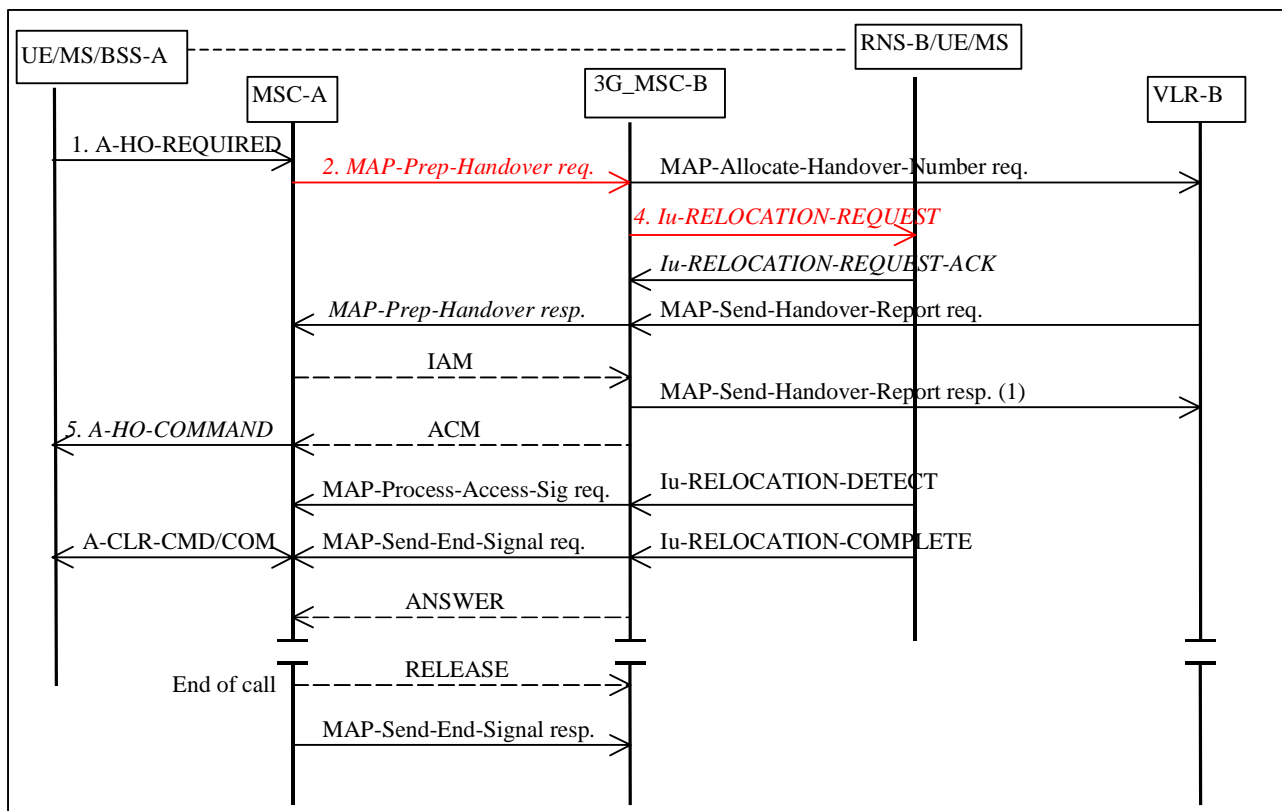 UE/MS/BSS-A
RNS-B/UE/MS
MSC-A
3G_MSC-B
VLR-B
1. A-HO-REQUIRED
2. MAP-Prep-Handover req.
MAP-Allocate-Handover-Number req.
4. Iu-RELOCATION-REQUEST
Iu-RELOCATION-REQUEST-ACK
MAP-Prep-Handover resp.
MAP-Send-Handover-Report req.
IAM
MAP-Send-Handover-Report resp. (1)
5. A-HO-COMMAND
ACM
MAP-Process-Access-Sig req.
Iu-RELOCATION-DETECT
A-CLR-CMD/COM
MAP-Send-End-Signal req.
Iu-RELOCATION-COMPLETE
ANSWER
End of call
RELEASE
MAP-Send-End-Signal resp.